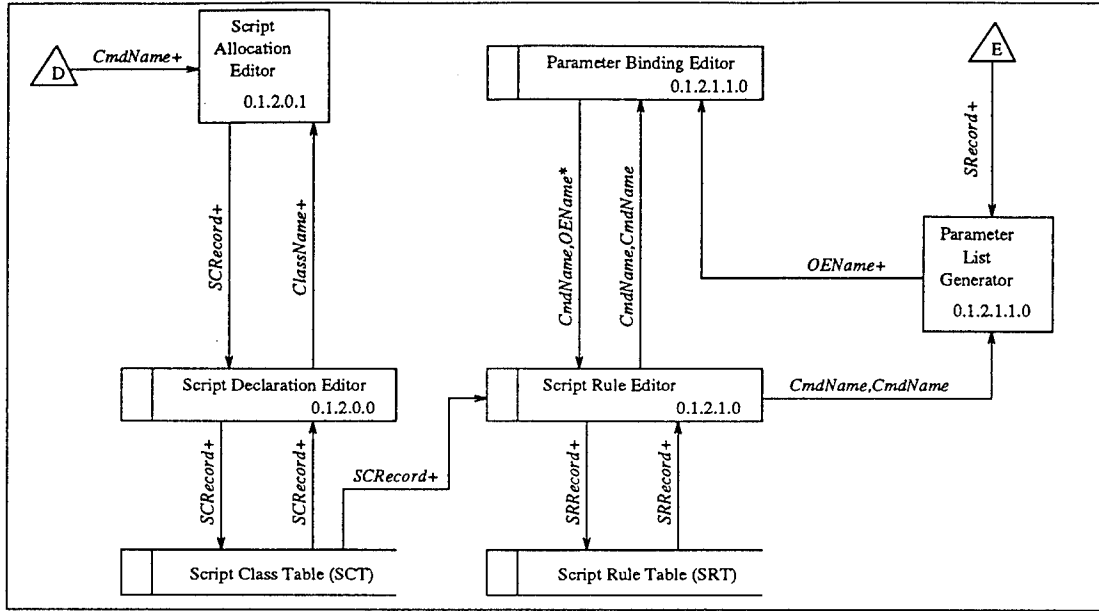 Script
Allocation
Editor
0.1.2.0.1
D
CmdName+
Parameter Binding Editor
0.1.2.1.1.0
E
SRecord+
SCRecord+
ClassName+
CmdName,OEName*
CmdName,CmdName
OEName+
Parameter
List
Generator
0.1.2.1.1.0
Script Declaration Editor
0.1.2.0.0
Script Rule Editor
0.1.2.1.0
CmdName,CmdName
SCRecord+
SCRecord+
SCRecord+
SRRecord+
SRRecord+
Script Class Table (SCT)
Script Rule Table (SRT)